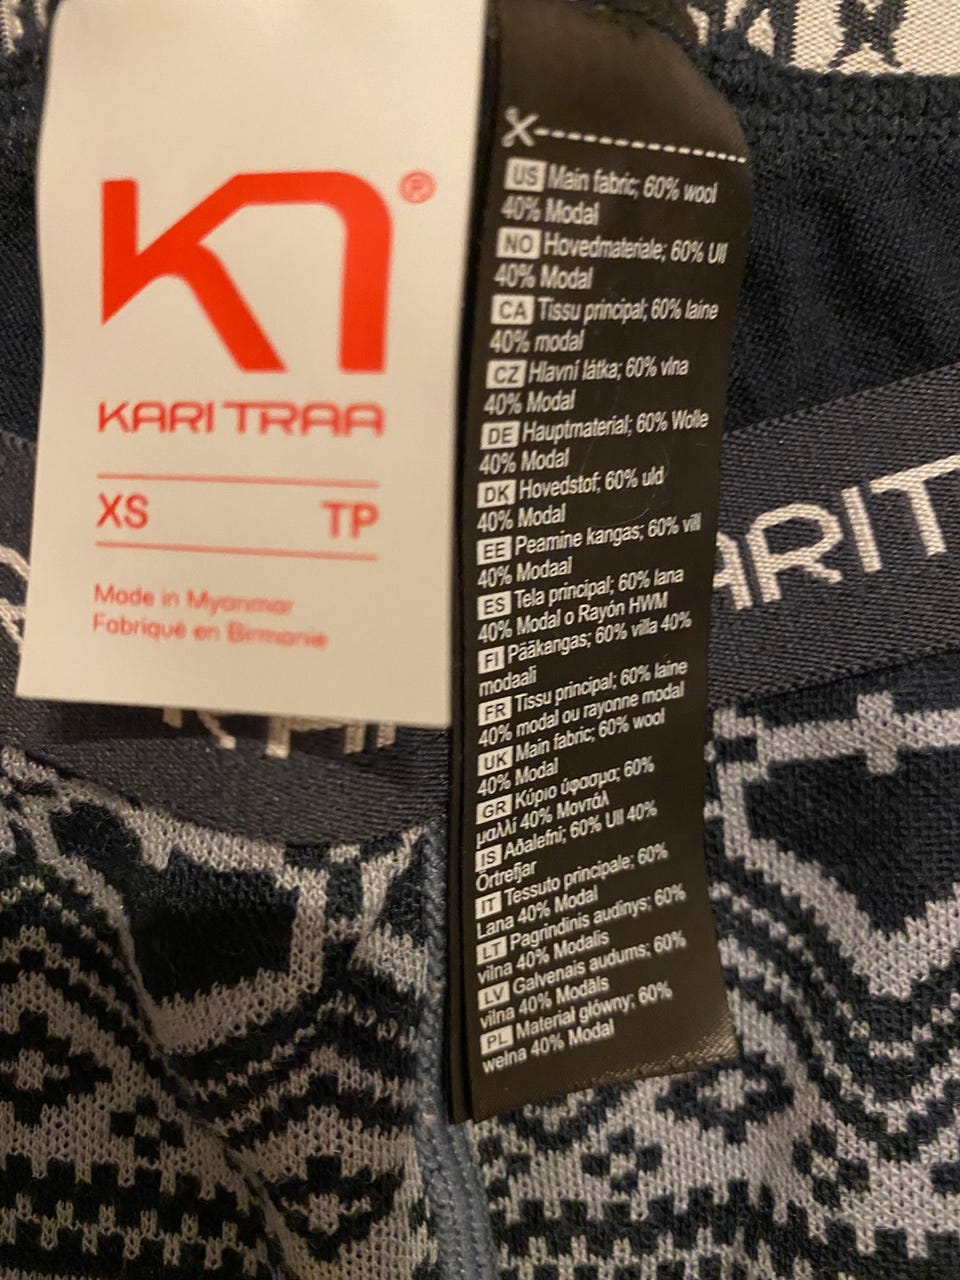 KARI TRAA
®
XS TP
Made in Myanmar
Fabriqué en Birmanie
US Main fabric; 60% wool
40% Modal
NO Hovedmateriale; 60% Ull
40% Modal
CA Tissu principal; 60% laine
40% modal
CZ Hlavní látka; 60% vlna
40% Modal
DE Hauptmaterial; 60% Wolle
40% Modal
DK Hovedstof; 60% uld
40% Modal
EE Peamine kangas; 60% vill
40% Modaal
ES Tela principal; 60% lana
40% Modal o Rayón HWM
FI Pääkangas; 60% villa 40%
modaali
FR Tissu principal; 60% laine
40% modal ou rayonne modal
UK Main fabric; 60% wool
40% Modal
GR Κύριο ύφασμα; 60%
μαλλί 40% Μοντάλ
IS Aðalefni; 60% Ull 40%
Örtrefjar
IT Tessuto principale: 60%
Lana 40% Modal
LT Pagrindinis audinys; 60%
vilna 40% Modalis
LV Galvenais audums; 60%
vilna 40% Modāls
PL Materiał główny; 60%
wełna 40% Modal
ARIT